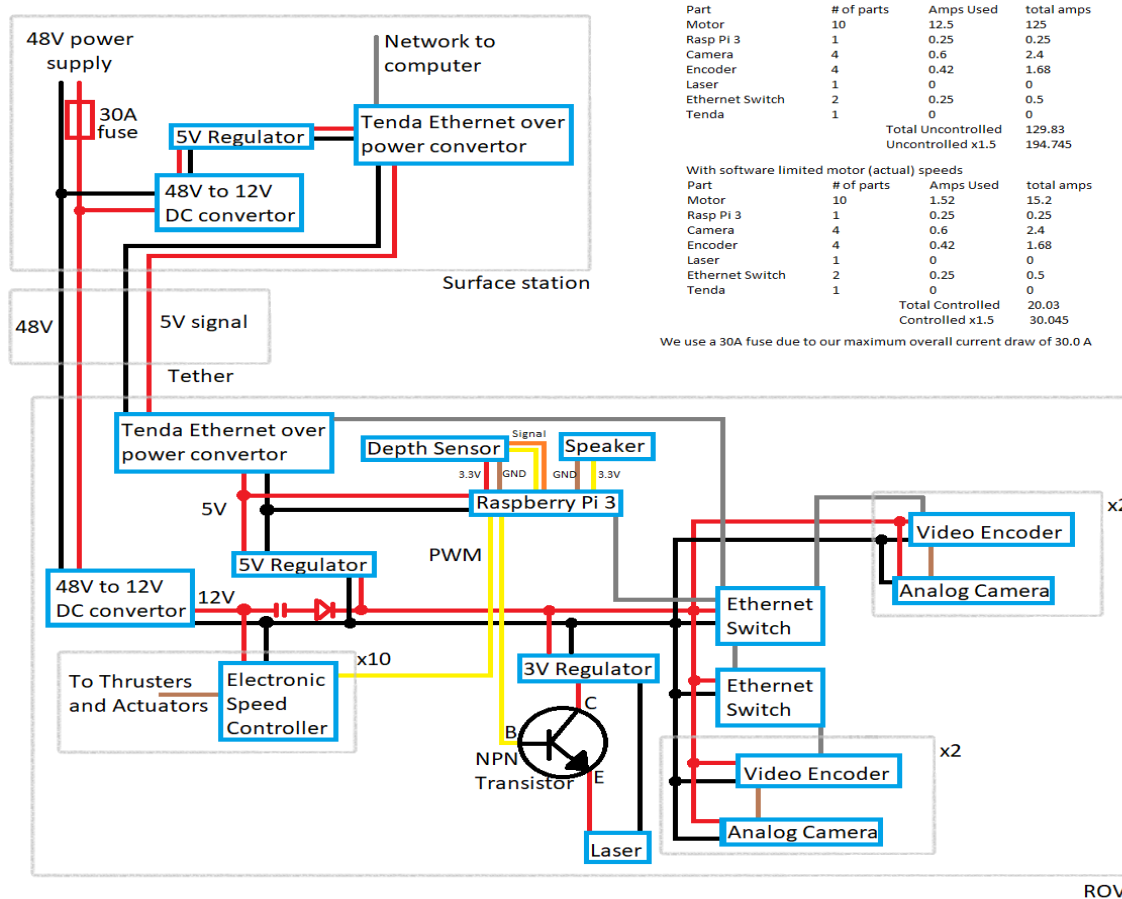 48V power
supply
30A
fuse
Network to
computer
5V Regulator
Tenda Ethernet over
power convertor
48V to 12V
DC convertor
Surface station
48V
5V signal
Tether
Part # of parts Amps Used total amps
Motor 10 12.5 125
Rasp Pi 3 1 0.25 0.25
Camera 4 0.6 2.4
Encoder 4 0.42 1.68
Laser 1 0 0
Ethernet Switch 2 0.25 0.5
Tenda 1 0 0
Total Uncontrolled 129.83
Uncontrolled x1.5 194.745
With software limited motor (actual) speeds
Part # of parts Amps Used total amps
Motor 10 1.52 15.2
Rasp Pi 3 1 0.25 0.25
Camera 4 0.6 2.4
Encoder 4 0.42 1.68
Laser 1 0 0
Ethernet Switch 2 0.25 0.5
Tenda 1 0 0
Total Controlled 20.03
Controlled x1.5 30.045
We use a 30A fuse due to our maximum overall current draw of 30.0 A
Tenda Ethernet over
power convertor
Depth Sensor
Signal
Speaker
3.3V GND GND 3.3V
Raspberry Pi 3
5V
PWM
5V Regulator
48V to 12V
DC convertor
12V
x10
To Thrusters
and Actuators
Electronic
Speed
Controller
3V Regulator
C
B
E
NPN
Transistor
Laser
Ethernet
Switch
Ethernet
Switch
x2
Video Encoder
Analog Camera
x2
Video Encoder
Analog Camera
ROV